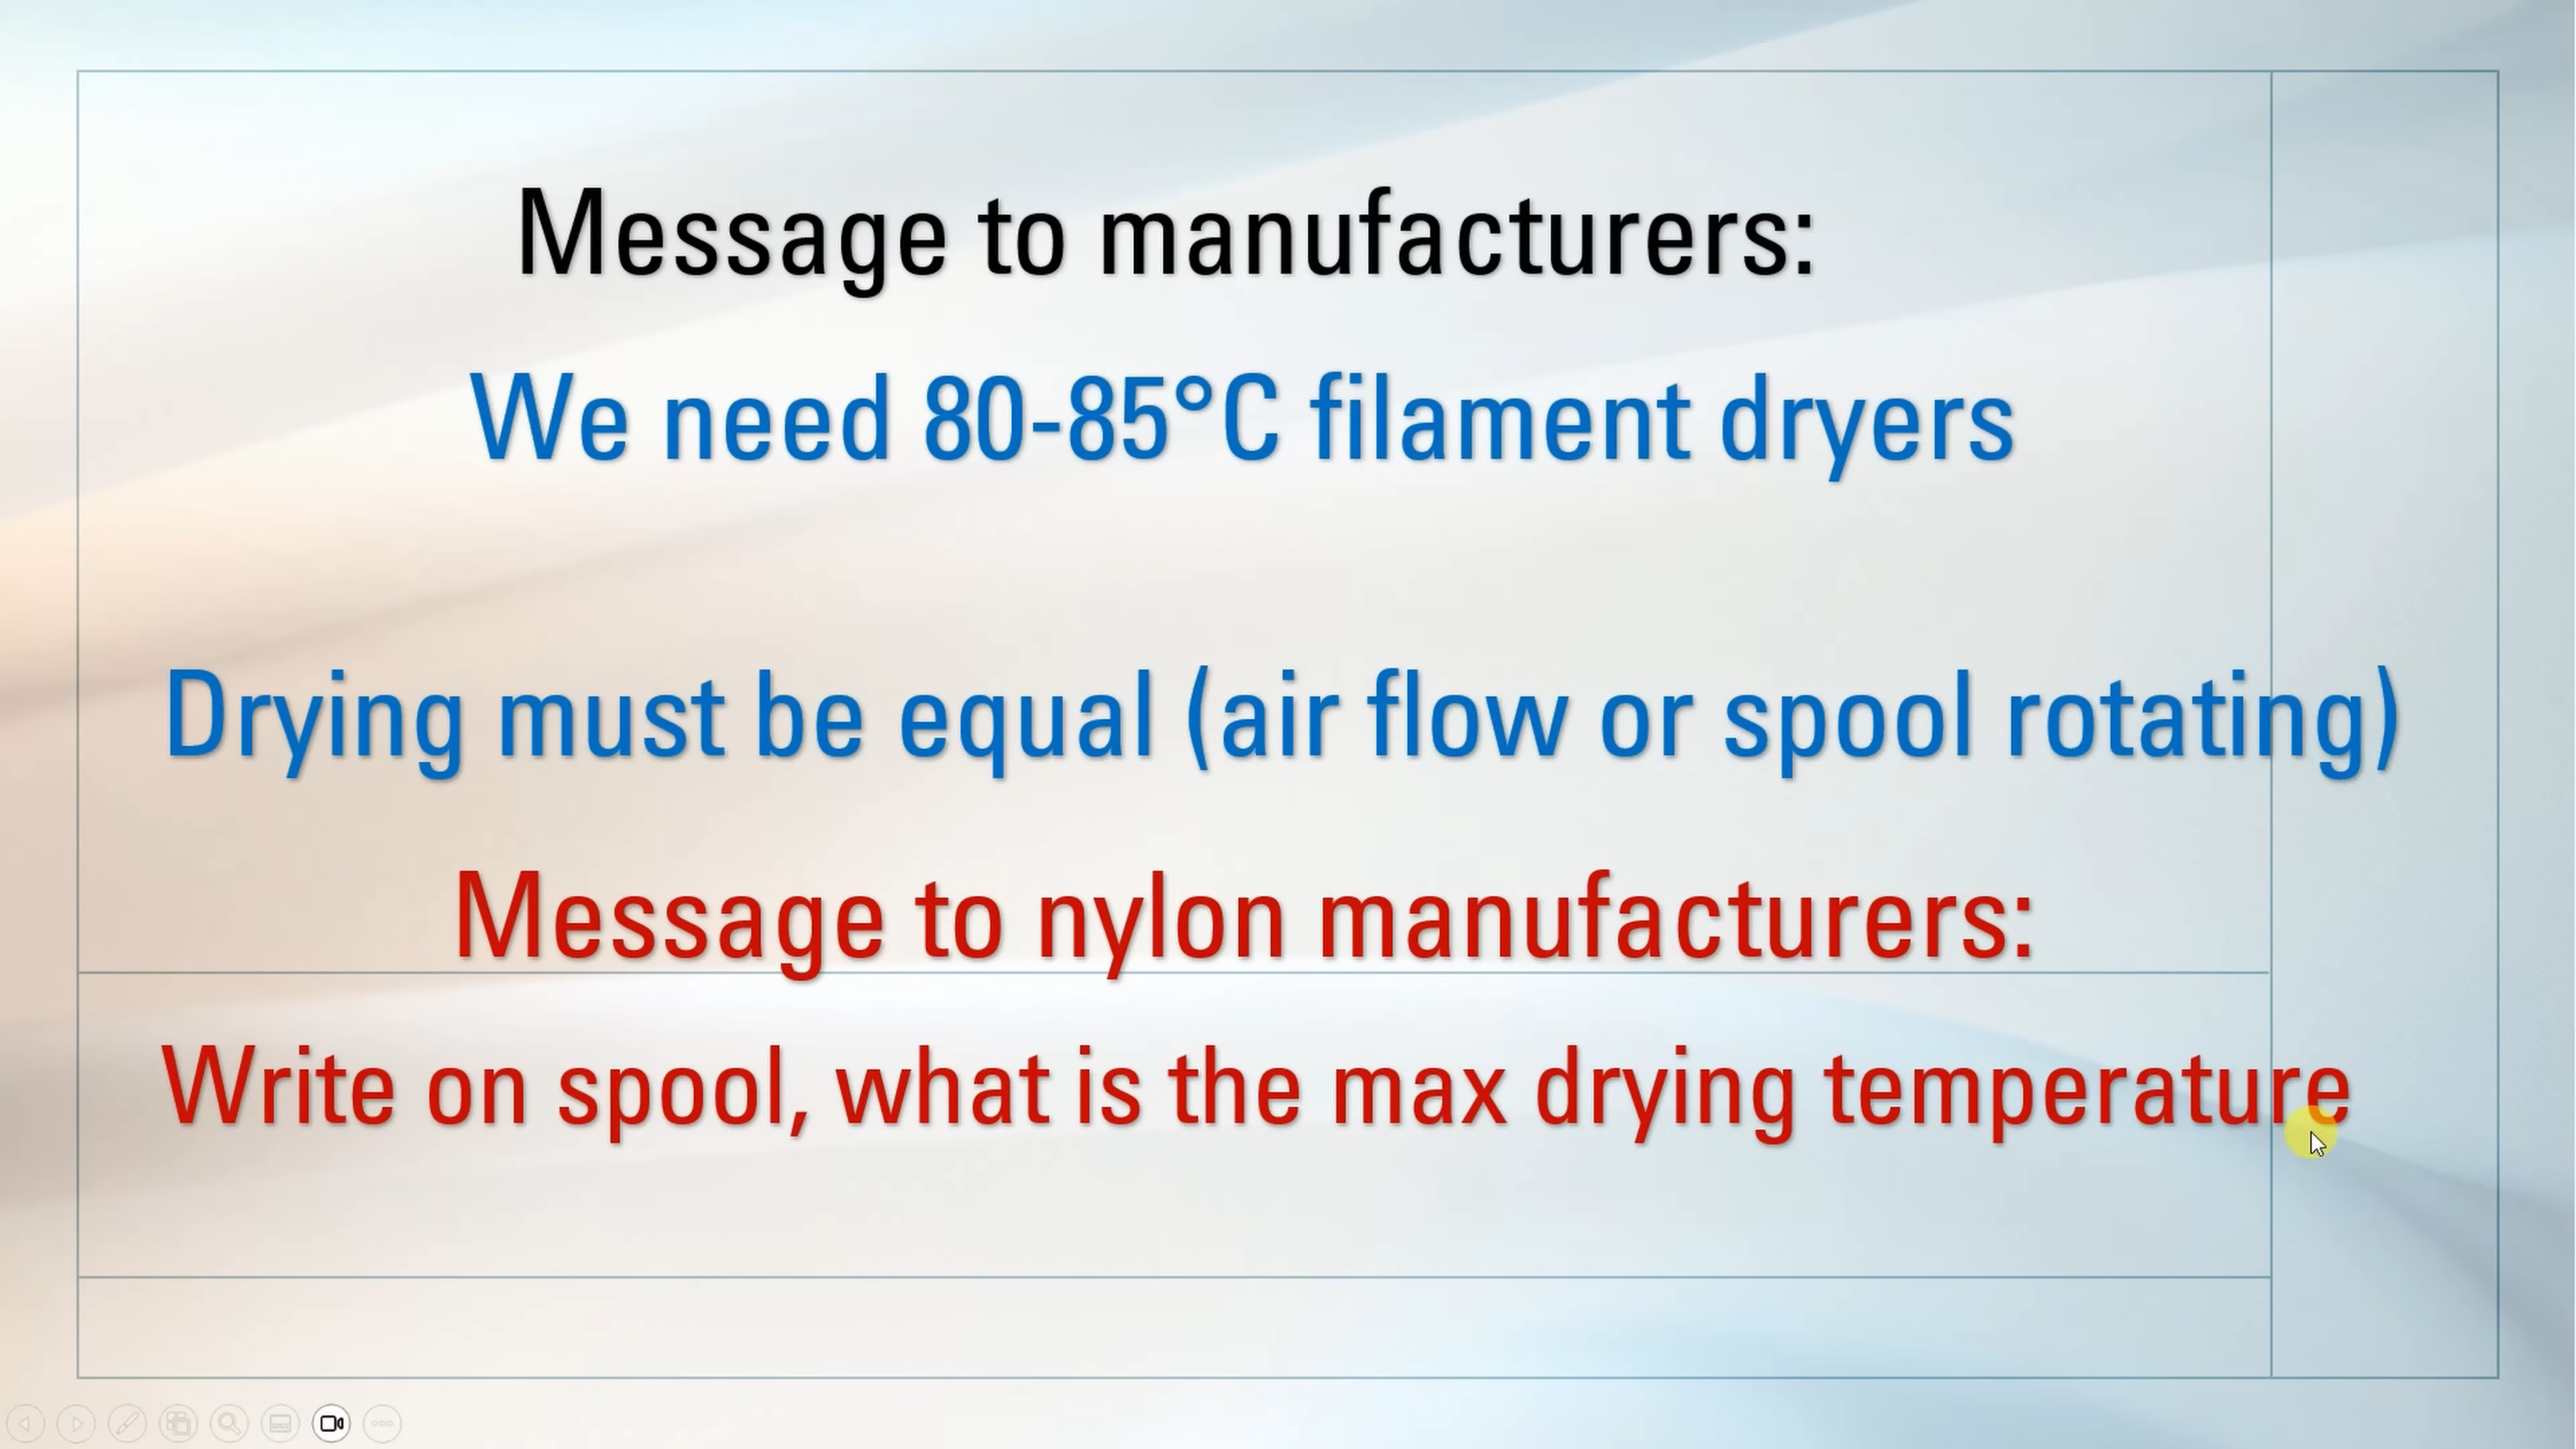 Message to manufacturers:
We need 80-85°C filament dryers
Drying must be equal (air flow or spool rotating)
Message to nylon manufacturers:
Write on spool, what is the max drying temperature